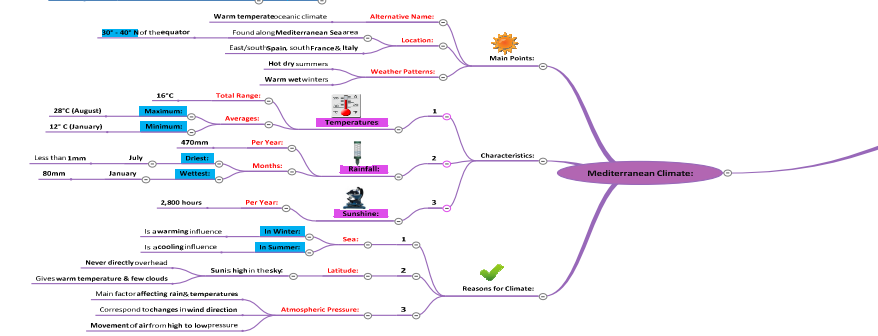 Mediterranean Climate:
Main Points:
Alternative Name:
Warm temperate oceanic climate
Location:
Found along Mediterranean Sea area
30° - 40° N of the equator
East/south Spain, south France & Italy
Weather Patterns:
Hot dry summers
Warm wet winters
Characteristics:
1
Temperatures
Total Range:
16°C
Averages:
Maximum:
28°C (August)
Minimum:
12° C (January)
2
Rainfall:
Per Year:
470mm
Months:
Driest:
July
Less than 1mm
Wettest:
January
80mm
3
Sunshine:
Per Year:
2,800 hours
Reasons for Climate:
1
Sea:
In Winter:
Is a warming influence
In Summer:
Is a cooling influence
2
Latitude:
Sun is high in the sky:
Never directly overhead
Gives warm temperature & few clouds
3
Atmospheric Pressure:
Main factor affecting rain & temperatures
Correspond to changes in wind direction
Movement of air from high to low pressure